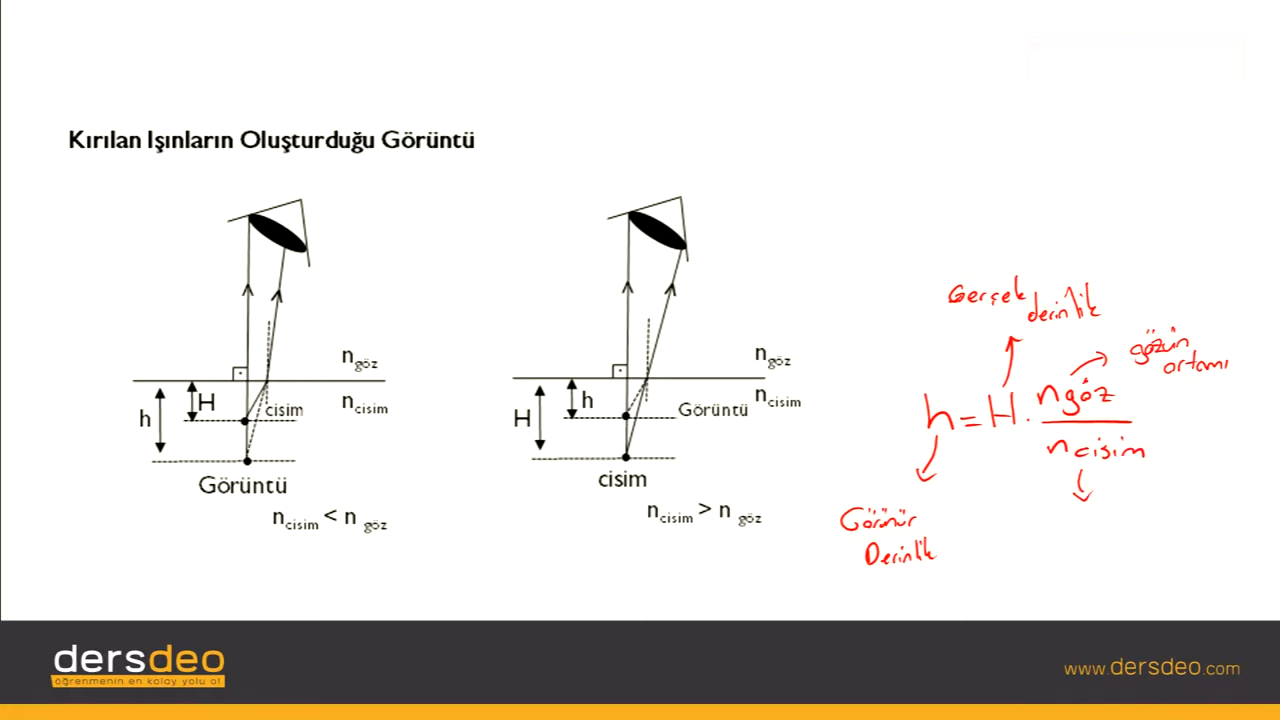 Kırılan Işınların Oluşturduğu Görüntü
n göz
n cisim
h
H
cisim
Görüntü
n cisim < n göz
n göz
n cisim
H
h
Görüntü
cisim
n cisim > n göz
Gerçek
derinlik
gözün
ortamı
h = H . n göz / n cisim
Görünür
Derinlik
dersdeo
öğrenmenin en kolay yolu o!
www.dersdeo.com